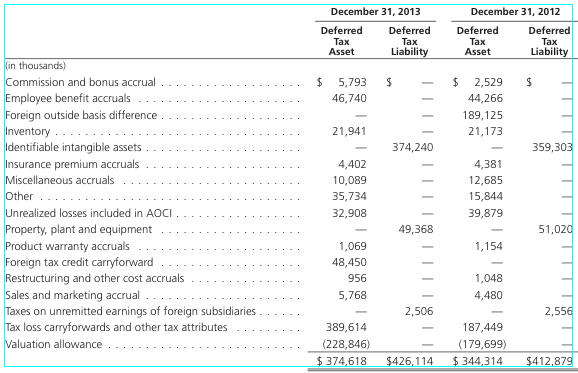 December 31, 2013 December 31, 2012
Deferred Tax Asset Deferred Tax Liability Deferred Tax Asset Deferred Tax Liability
(in thousands)
Commission and bonus accrual . . . . . . . . . . . . . . . . . . . $ 5,793 $ — $ 2,529 $ —
Employee benefit accruals . . . . . . . . . . . . . . . . . . . . . . 46,740 — 44,266 —
Foreign outside basis difference . . . . . . . . . . . . . . . . . . — — 189,125 —
Inventory . . . . . . . . . . . . . . . . . . . . . . . . . . . . . . . . . 21,941 — 21,173 —
Identifiable intangible assets . . . . . . . . . . . . . . . . . . . . — 374,240 — 359,303
Insurance premium accruals . . . . . . . . . . . . . . . . . . . . . 4,402 — 4,381 —
Miscellaneous accruals . . . . . . . . . . . . . . . . . . . . . . . . 10,089 — 12,685 —
Other . . . . . . . . . . . . . . . . . . . . . . . . . . . . . . . . . . . 35,734 — 15,844 —
Unrealized losses included in AOCI . . . . . . . . . . . . . . . . . 32,908 — 39,879 —
Property, plant and equipment . . . . . . . . . . . . . . . . . . . — 49,368 — 51,020
Product warranty accruals . . . . . . . . . . . . . . . . . . . . . . 1,069 — 1,154 —
Foreign tax credit carryforward . . . . . . . . . . . . . . . . . . . 48,450 — — —
Restructuring and other cost accruals . . . . . . . . . . . . . . . 956 — 1,048 —
Sales and marketing accrual . . . . . . . . . . . . . . . . . . . . . 5,768 — 4,480 —
Taxes on unremitted earnings of foreign subsidiaries . . . . . . — 2,506 — 2,556
Tax loss carryforwards and other tax attributes . . . . . . . . . 389,614 — 187,449 —
Valuation allowance . . . . . . . . . . . . . . . . . . . . . . . . . . (228,846) — (179,699) —
$ 374,618 $426,114 $ 344,314 $412,879